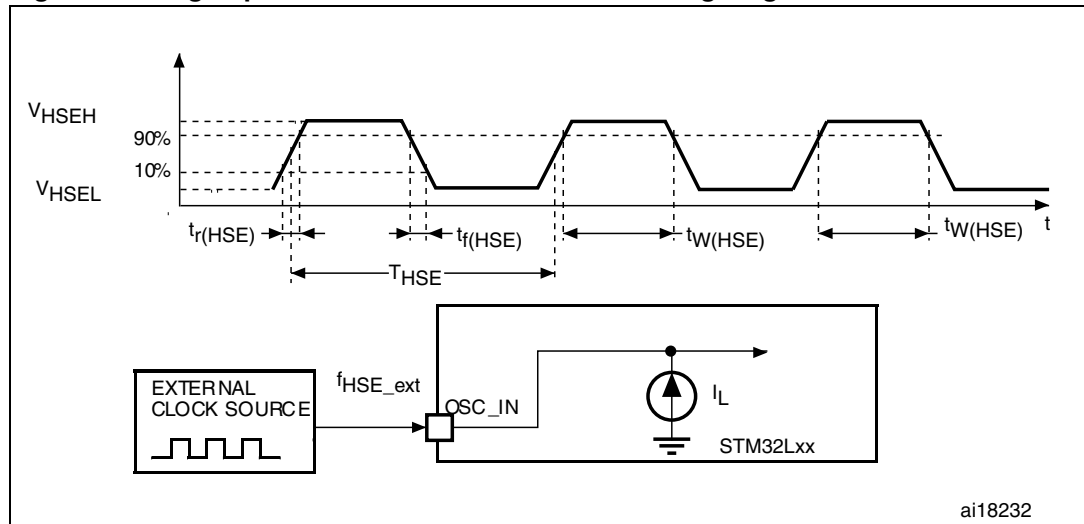 VHSEH
90%
10%
VHSEL
tr(HSE)
tf(HSE)
tW(HSE)
tW(HSE)
t
THSE
EXTERNAL
CLOCK SOURCE
fHSE_ext
OSC_IN
IL
STM32Lxx
ai18232